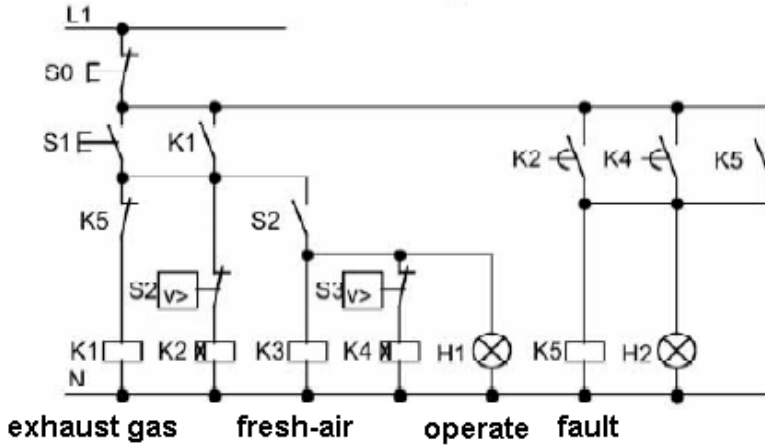 L1
S0
S1 K1 K2 K4 K5
K5 S2
S2 v> S3 v>
K1 K2 K3 K4 H1 K5 H2
N
exhaust gas fresh-air operate fault